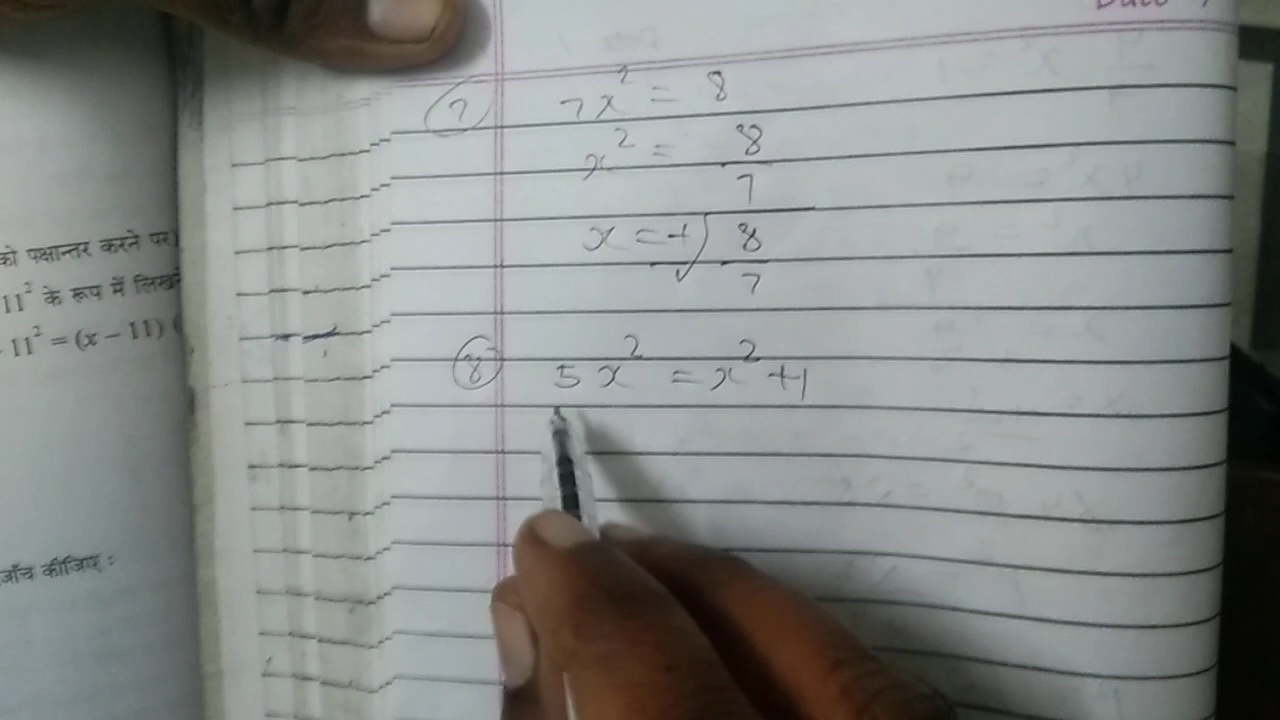 को पक्षान्तर करने पर
11² के रूप में
11² = (x – 11)
जाँच कीजिए :
7 7x² = 8
x² = 8/7
x = ±√8/7
8 5x² = x² + 1